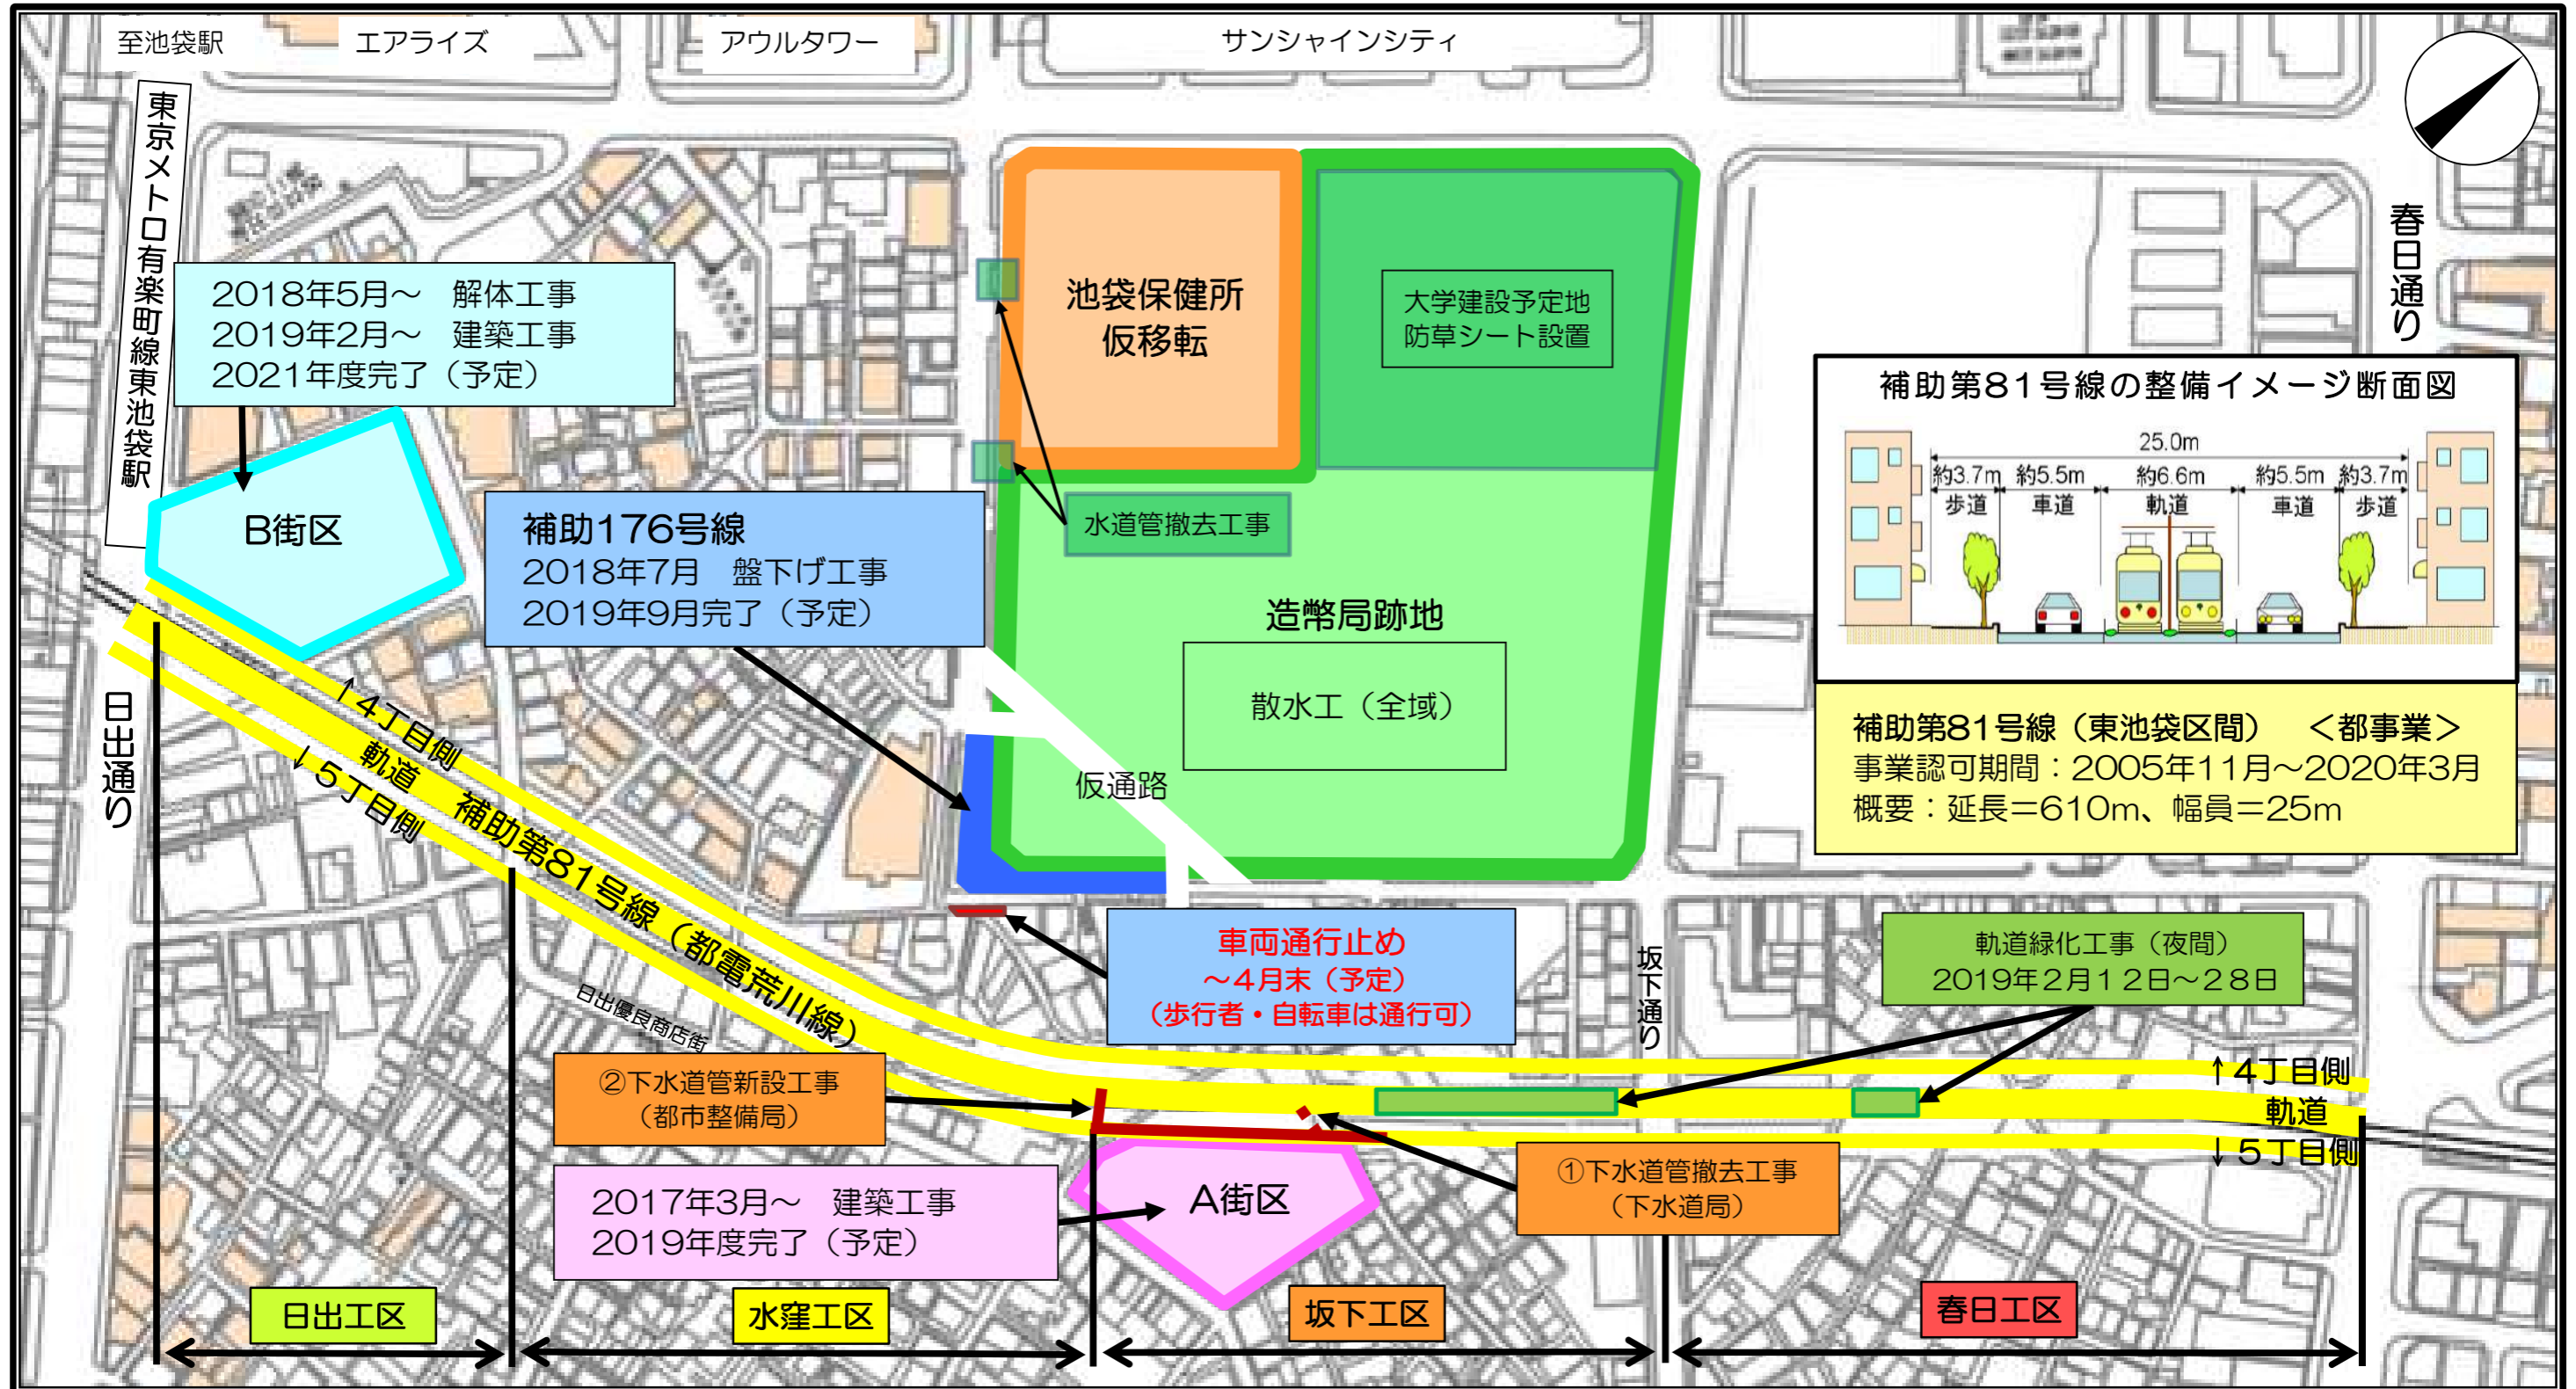 至池袋駅
エアライズ
アウルタワー
サンシャインシティ
東京メトロ有楽町線東池袋駅
春日通り
2018年5月～　解体工事
2019年2月～　建築工事
2021年度完了（予定）
B街区
池袋保健所
仮移転
大学建設予定地
防草シート設置
水道管撤去工事
補助176号線
2018年7月　盤下げ工事
2019年9月完了（予定）
造幣局跡地
散水工（全域）
仮通路
補助第81号線の整備イメージ断面図
25.0m
約3.7m 約5.5m 約6.6m 約5.5m 約3.7m
歩道 車道 軌道 車道 歩道
補助第81号線（東池袋区間）　＜都事業＞
事業認可期間：2005年11月～2020年3月
概要：延長＝610m、幅員＝25m
日出通り
↑4丁目側
軌道　補助第81号線（都電荒川線）
↓5丁目側
日出優良商店街
車両通行止め
～4月末（予定）
（歩行者・自転車は通行可）
坂下通り
軌道緑化工事（夜間）
2019年2月12日～28日
②下水道管新設工事
（都市整備局）
↑4丁目側
軌道
↓5丁目側
①下水道管撤去工事
（下水道局）
2017年3月～　建築工事
2019年度完了（予定）
A街区
日出工区
水窪工区
坂下工区
春日工区